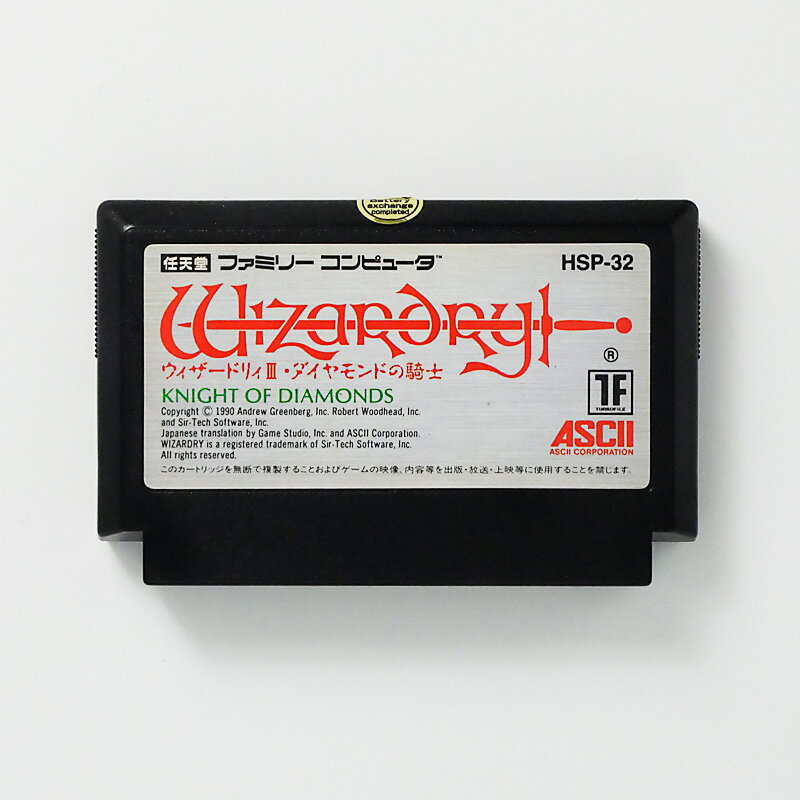 Battery
exchange
completed
任天堂 ファミリー コンピュータ™ HSP-32
Wizardry
ウィザードリィⅢ・ダイヤモンドの騎士 ®
KNIGHT OF DIAMONDS
Copyright © 1990 Andrew Greenberg, Inc. Robert Woodhead, Inc.
and Sir-Tech Software, Inc.
Japanese translation by Game Studio, Inc. and ASCII Corporation.
WIZARDRY is a registered trademark of Sir-Tech Software, Inc.
All rights reserved.
TF
TURBOFILE
ASCII
ASCII CORPORATION
このカートリッジを無断で複製することおよびゲームの映像、内容等を出版・放送・上映等に使用することを禁じます。